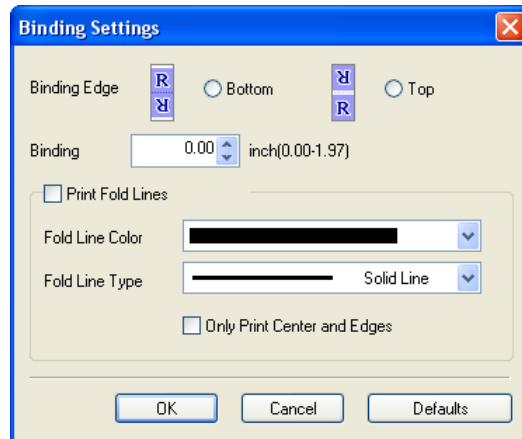 Binding Settings
Binding Edge R R Bottom R R Top
Binding 0.00 inch(0.00-1.97)
Print Fold Lines
Fold Line Color
Fold Line Type Solid Line
Only Print Center and Edges
OK Cancel Defaults